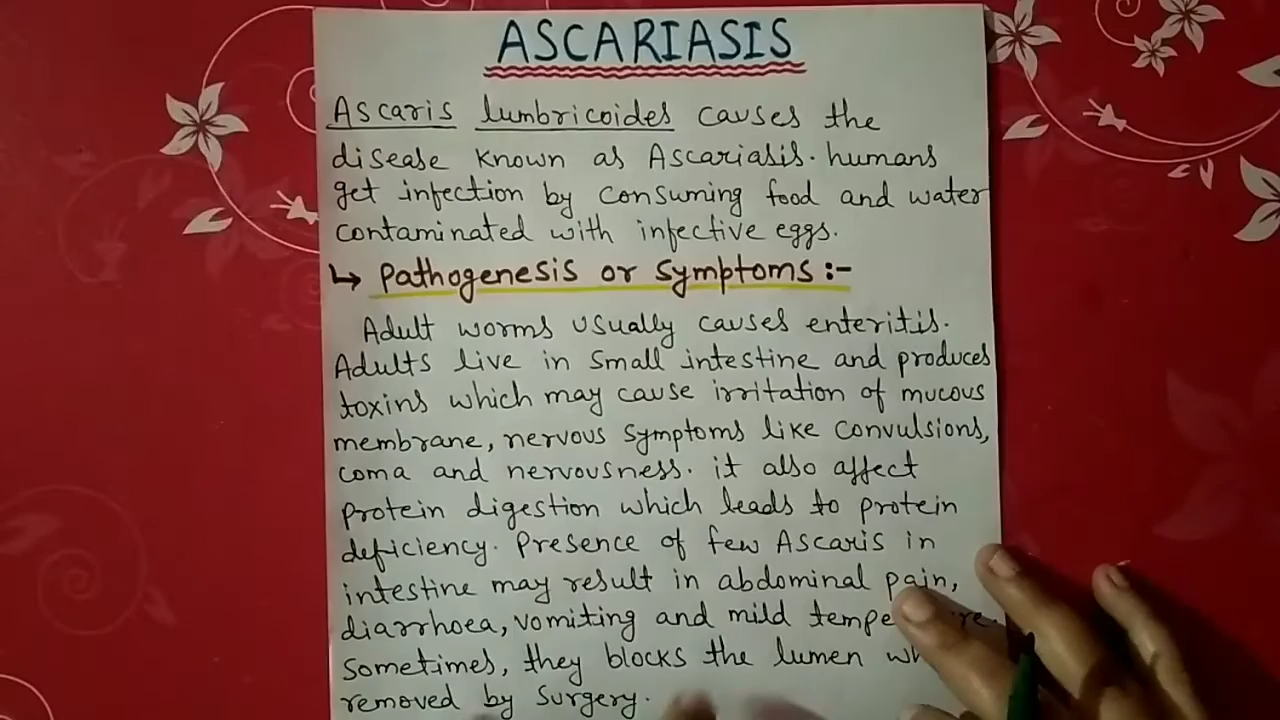 ASCARIASIS
Ascaris lumbricoides causes the
disease known as Ascariasis. humans
get infection by consuming food and water
contaminated with infective eggs.
↳ Pathogenesis or Symptoms :-
Adult worms usually causes enteritis.
Adults live in small intestine and produces
toxins which may cause irritation of mucous
membrane, nervous symptoms like convulsions,
coma and nervousness. it also affect
protein digestion which leads to protein
deficiency. Presence of few Ascaris in
intestine may result in abdominal pain,
diarrhoea, vomiting and mild
Sometimes, they blocks the lumen
removed by surgery.